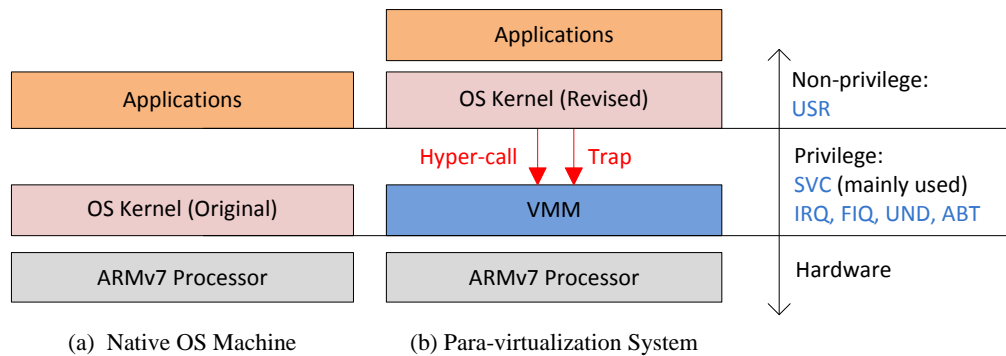 Applications
OS Kernel (Original)
ARMv7 Processor
(a) Native OS Machine
Applications
OS Kernel (Revised)
Hyper-call
Trap
VMM
ARMv7 Processor
(b) Para-virtualization System
Non-privilege:
USR
Privilege:
SVC (mainly used)
IRQ, FIQ, UND, ABT
Hardware